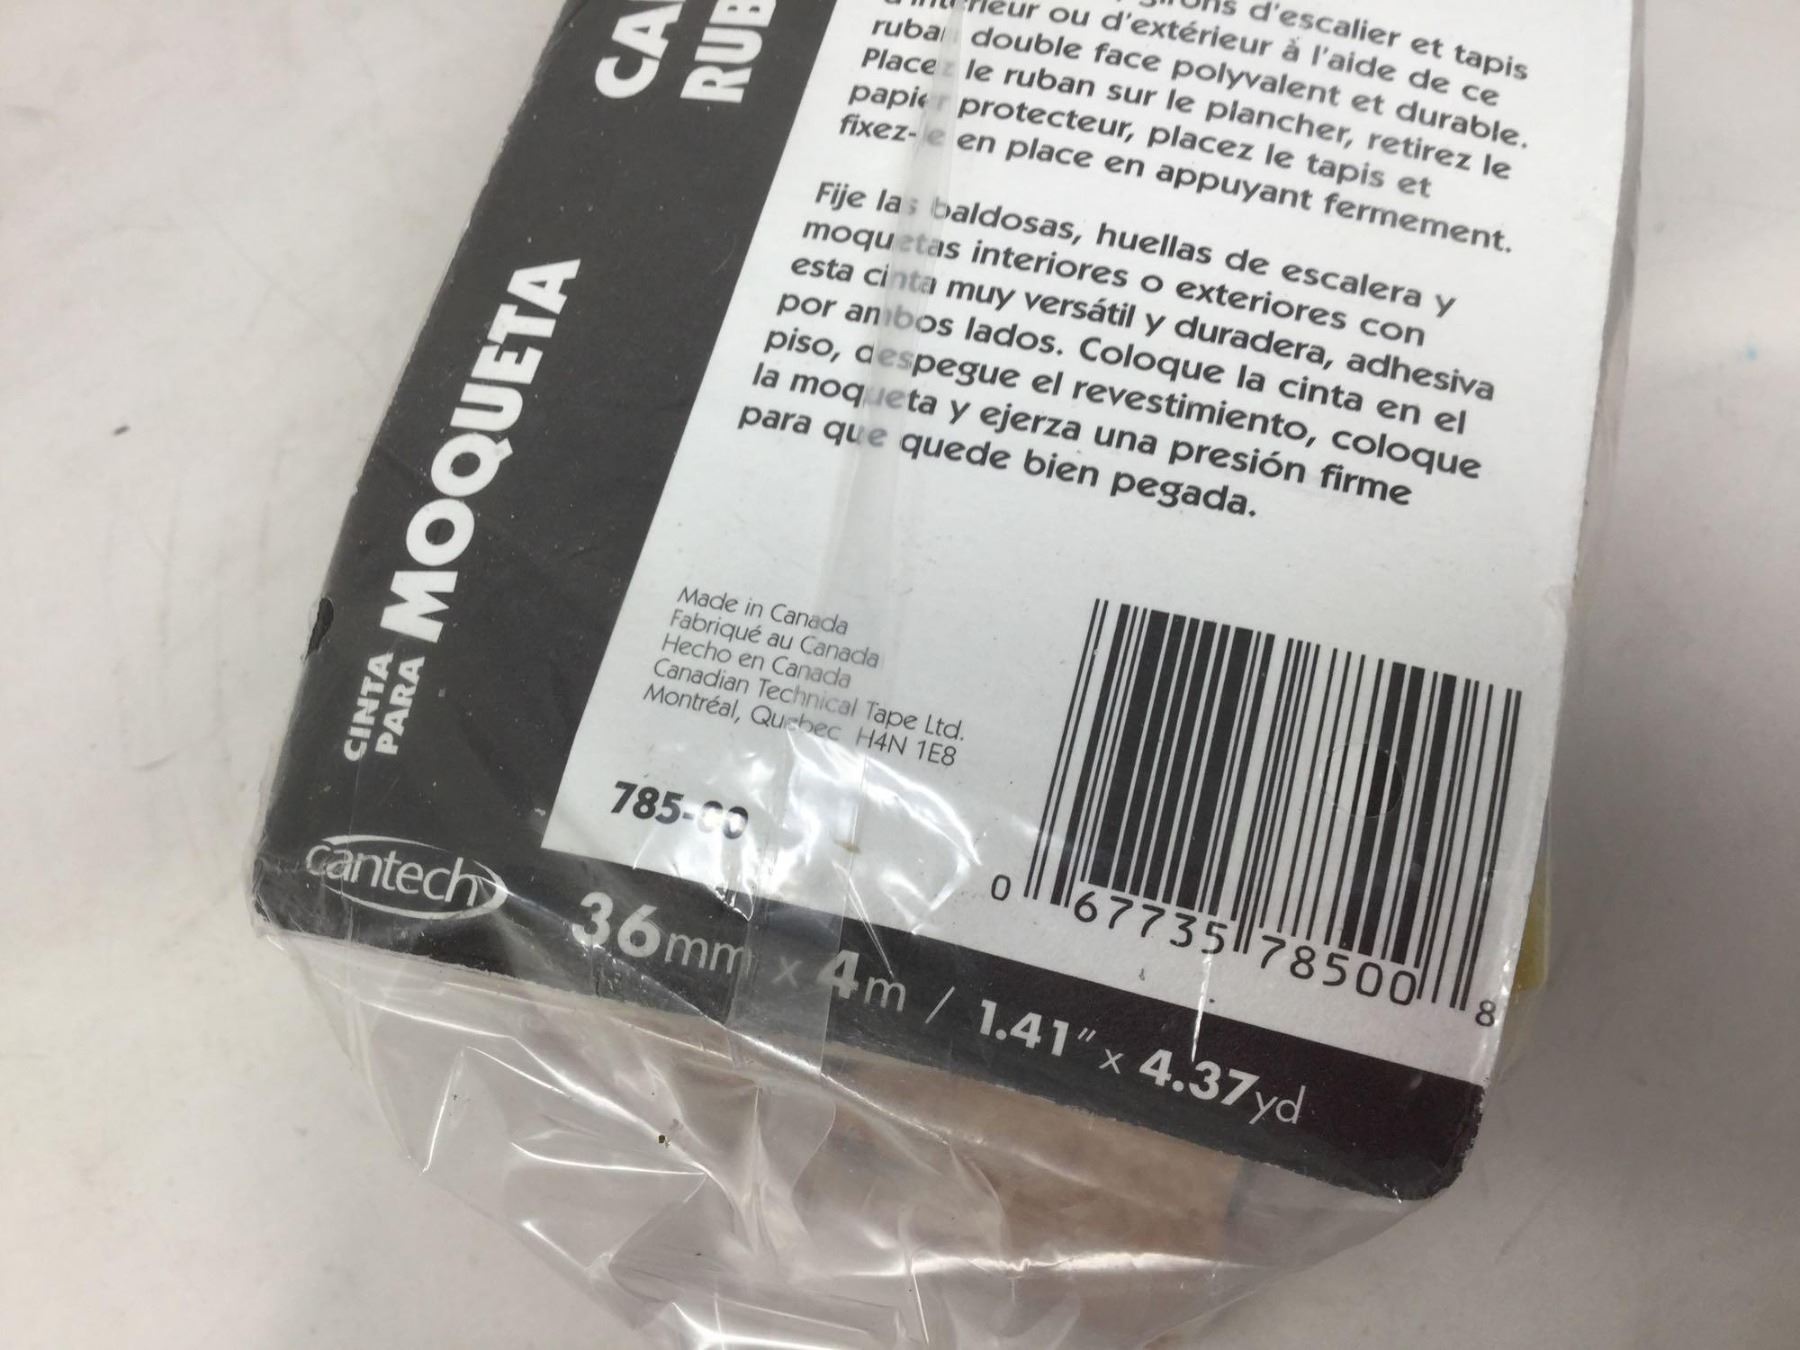 CA
RUB
girons d'escalier et tapis
d'intérieur ou d'extérieur à l'aide de ce
ruban double face polyvalent et durable.
Placez le ruban sur le plancher, retirez le
papier protecteur, placez le tapis et
fixez-le en place en appuyant fermement.
Fije las baldosas, huellas de escalera y
moquetas interiores o exteriores con
esta cinta muy versátil y duradera, adhesiva
por ambos lados. Coloque la cinta en el
piso, despegue el revestimiento, coloque
la moqueta y ejerza una presión firme
para que quede bien pegada.
CINTA
PARA MOQUETA
Made in Canada
Fabriqué au Canada
Hecho en Canada
Canadian Technical Tape Ltd.
Montréal, Quebec H4N 1E8
785-00
0 67735 78500 8
cantech
36mm x 4m / 1.41" x 4.37yd